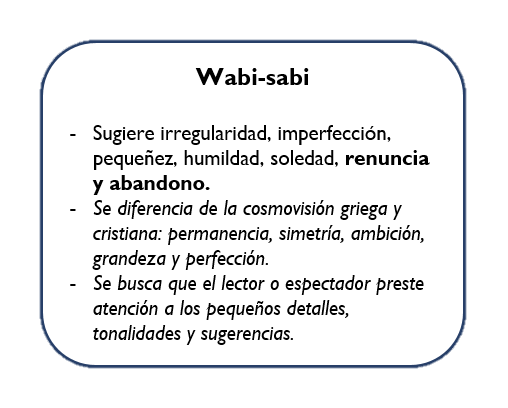 Wabi-sabi
- Sugiere irregularidad, imperfección,
pequeñez, humildad, soledad, renuncia
y abandono.
- Se diferencia de la cosmovisión griega y
cristiana: permanencia, simetría, ambición,
grandeza y perfección.
- Se busca que el lector o espectador preste
atención a los pequeños detalles,
tonalidades y sugerencias.